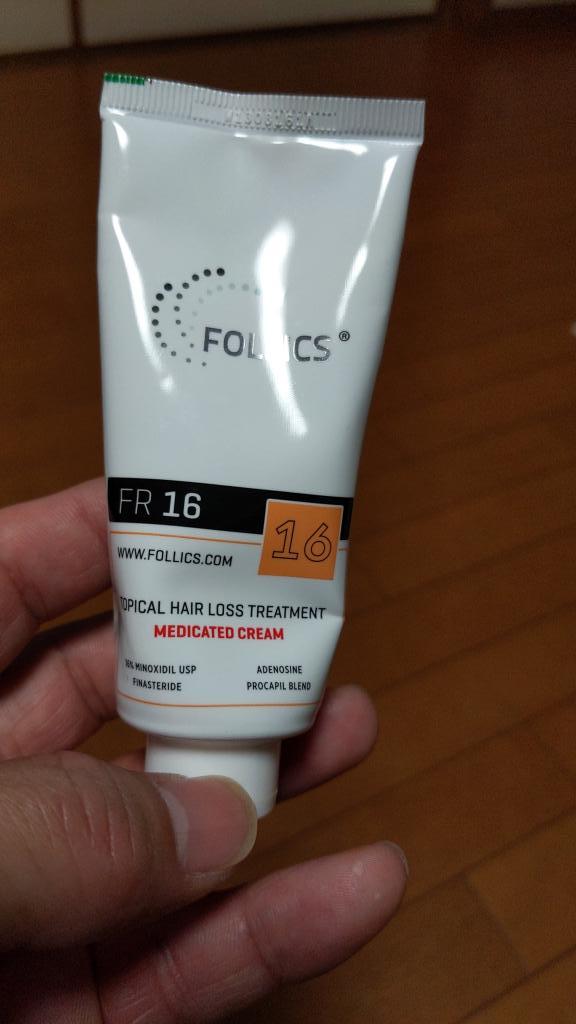 FOLLICS®
FR 16
16
WWW.FOLLICS.COM
TOPICAL HAIR LOSS TREATMENT
MEDICATED CREAM
16% MINOXIDIL USP
FINASTERIDE
ADENOSINE
PROCAPIL BLEND